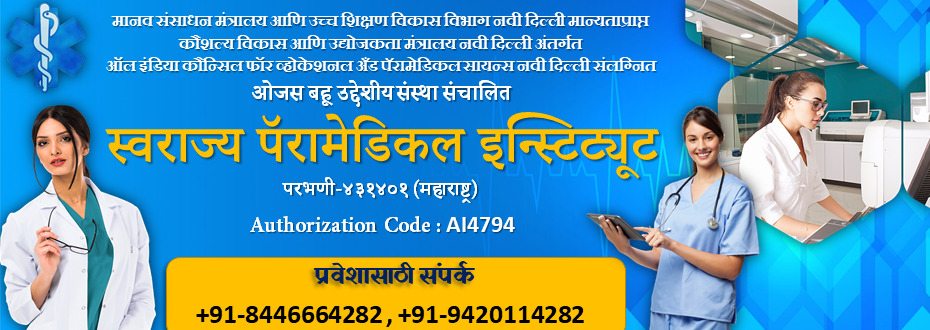 मानव संसाधन मंत्रालय आणि उच्च शिक्षण विकास विभाग नवी दिल्ली मान्यताप्राप्त
कौशल्य विकास आणि उद्योजकता मंत्रालय नवी दिल्ली अंतर्गत
ऑल इंडिया कौन्सिल फॉर व्होकेशनल अँड पॅरामेडिकल सायन्स नवी दिल्ली संलग्नित
ओजस बहू उद्देशीय संस्था संचालित
स्वराज्य पॅरामेडिकल इन्स्टिट्यूट
परभणी-४३१४०१ (महाराष्ट्र)
Authorization Code : AI4794
प्रवेशासाठी संपर्क
+91-8446664282 , +91-9420114282